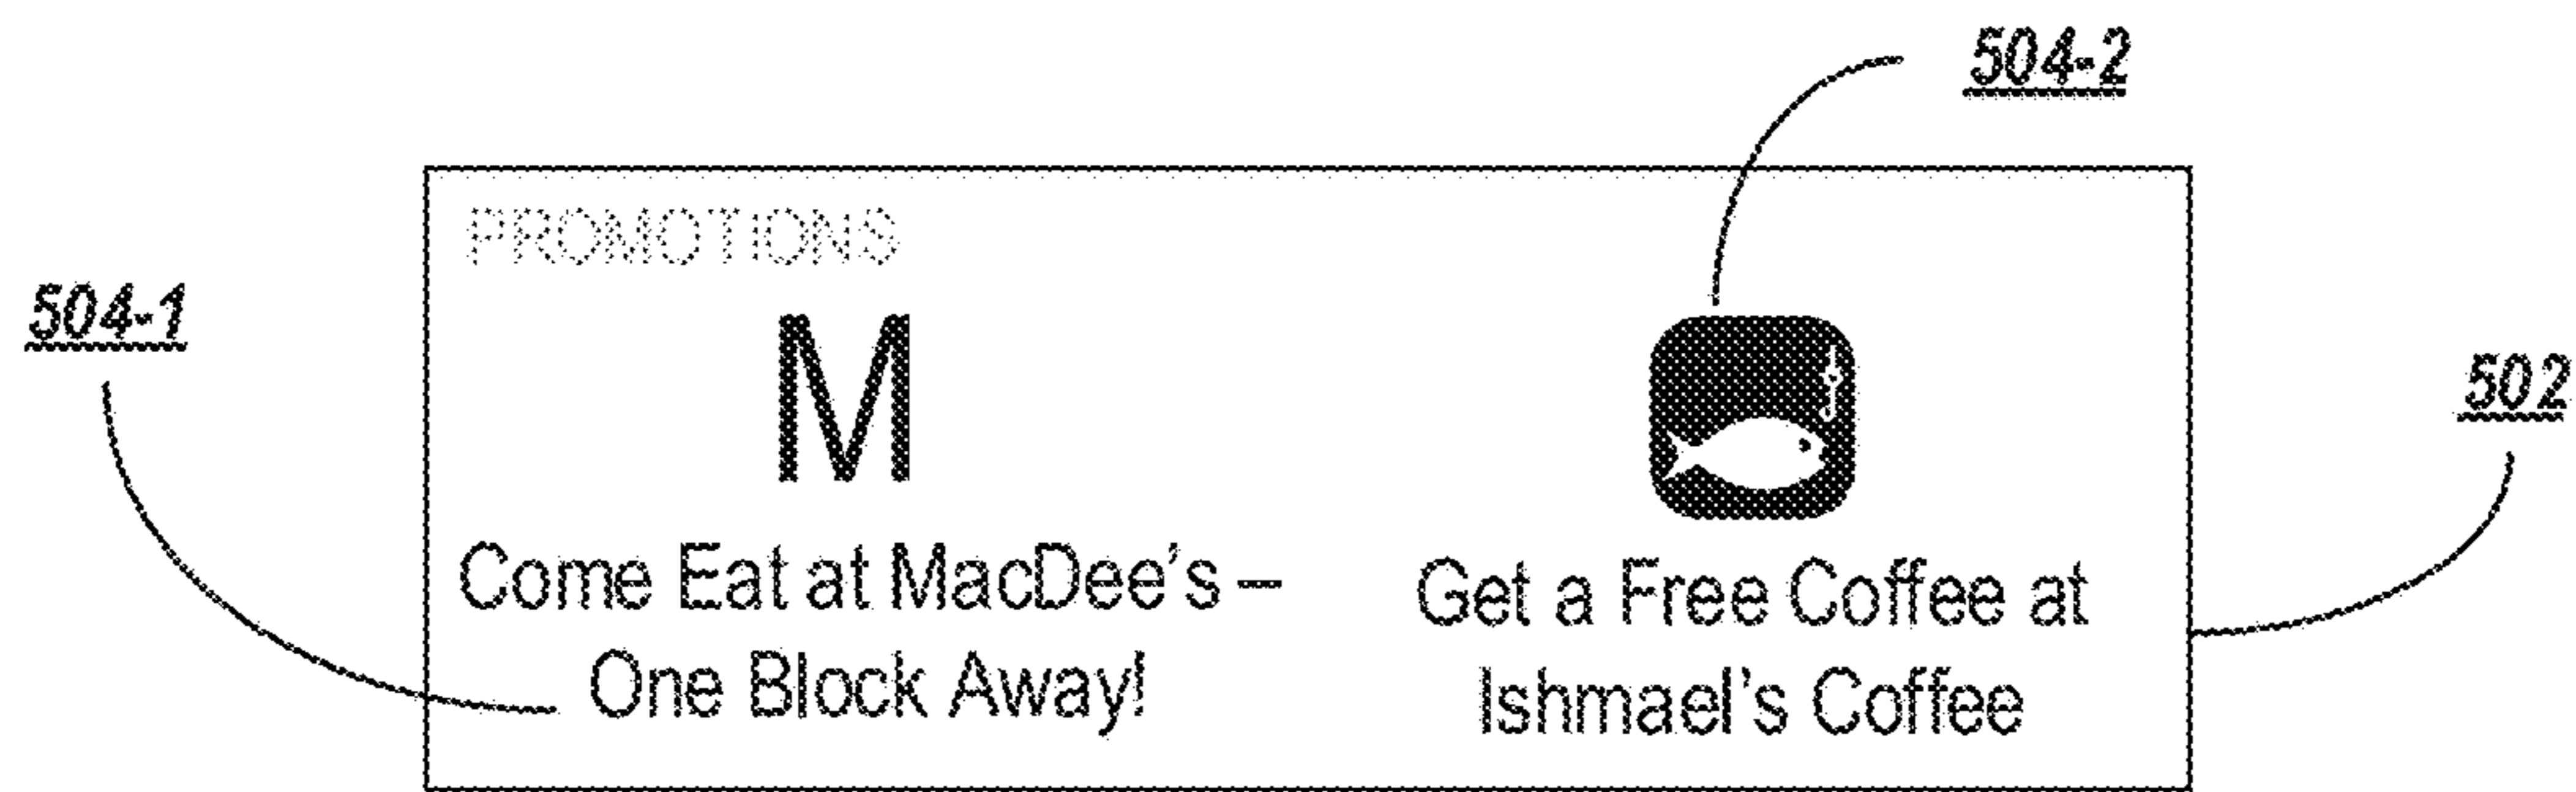 504-2
PROMOTIONS
504-1
M
502
Come Eat at MacDee's –
One Block Away!
Get a Free Coffee at
Ishmael's Coffee